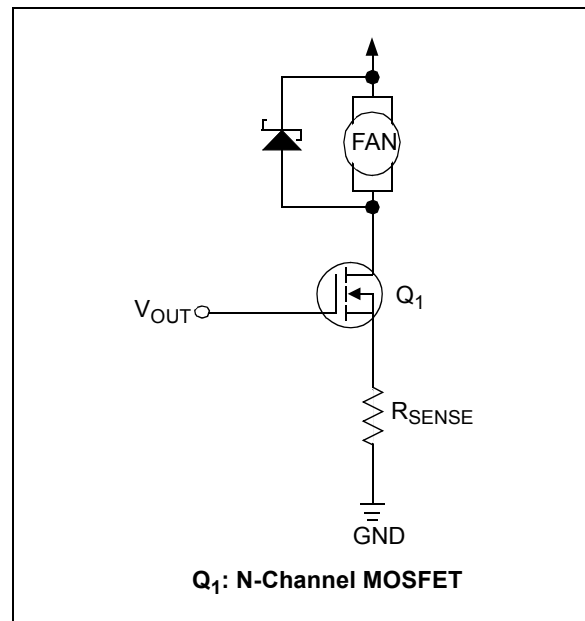 FAN
Q1
VOUT
RSENSE
GND
Q1: N-Channel MOSFET